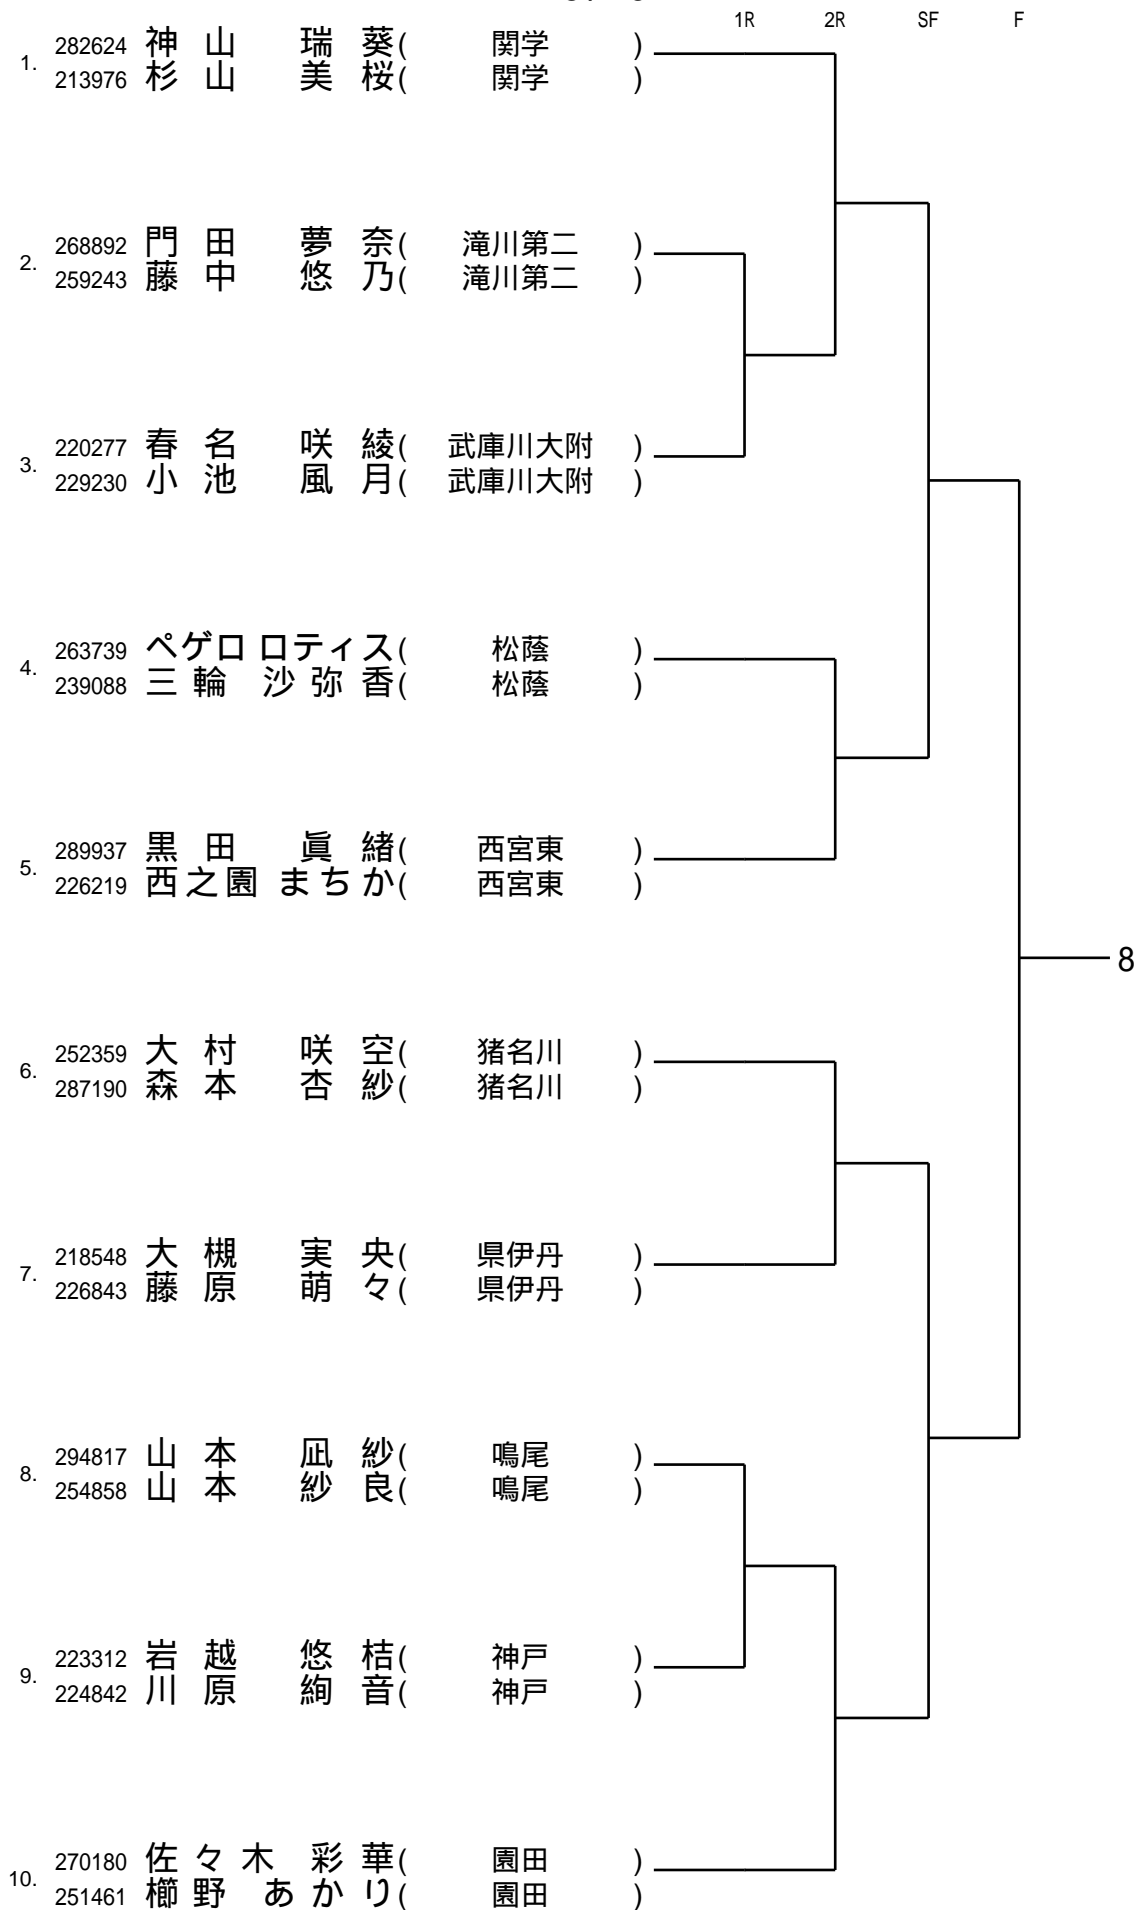 1R 2R SF F
1. 282624 神山 瑞葵( 関学 )
213976 杉山 美桜( 関学 )
2. 268892 門田 夢奈( 滝川第二 )
259243 藤中 悠乃( 滝川第二 )
3. 220277 春名 咲綾( 武庫川大附 )
229230 小池 風月( 武庫川大附 )
4. 263739 ペゲロ ロティス( 松蔭 )
239088 三輪 沙弥香( 松蔭 )
5. 289937 黒田 眞緒( 西宮東 )
226219 西之園 まちか( 西宮東 )
8
6. 252359 大村 咲空( 猪名川 )
287190 森本 杏紗( 猪名川 )
7. 218548 大槻 実央( 県伊丹 )
226843 藤原 萌々( 県伊丹 )
8. 294817 山本 凪紗( 鳴尾 )
254858 山本 紗良( 鳴尾 )
9. 223312 岩越 悠桔( 神戸 )
224842 川原 絢音( 神戸 )
10. 270180 佐々木 彩華( 園田 )
251461 櫛野 あかり( 園田 )